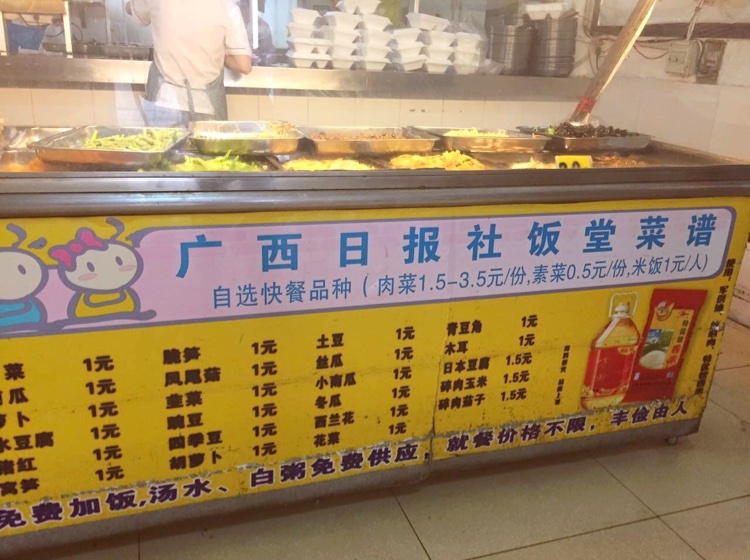 广西日报社饭堂菜谱
自选快餐品种（肉菜1.5-3.5元/份,素菜0.5元/份,米饭1元/人）
菜 1元
瓜 1元
卜 1元
水豆腐 1元
红 1元
莴笋 1元
脆笋 1元
凤尾菇 1元
韭菜 1元
豌豆 1元
四季豆 1元
胡萝卜 1元
土豆 1元
丝瓜 1元
小南瓜 1元
冬瓜 1元
西兰花 1元
花菜 1元
青豆角 1元
木耳 1元
日本豆腐 1.5元
碎肉玉米 1.5元
碎肉茄子 1.5元
免费加饭,汤水、白粥免费供应，就餐价格不限，丰俭由人